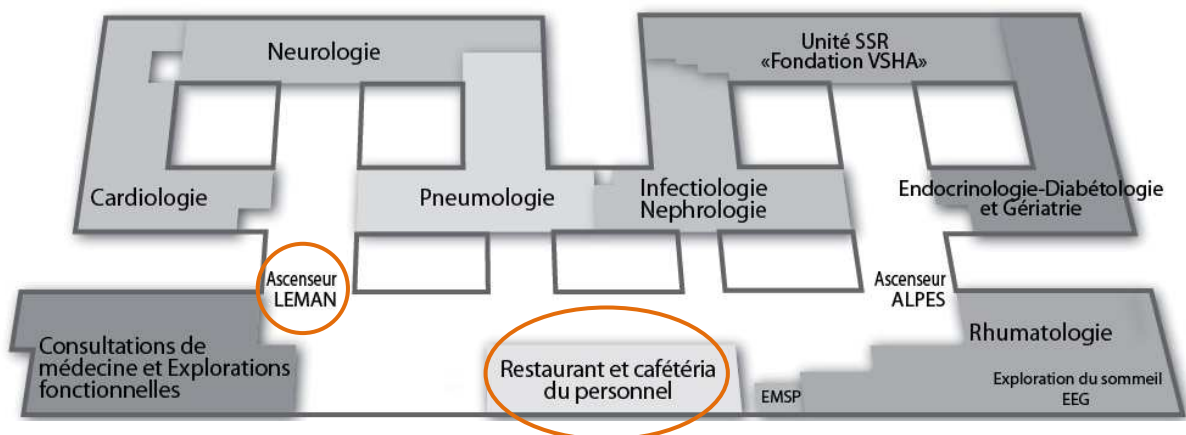 Neurologie
Unité SSR
«Fondation VSHA»
Cardiologie
Pneumologie
Infectiologie
Nephrologie
Endocrinologie-Diabétologie
et Gériatrie
Ascenseur
LEMAN
Ascenseur
ALPES
Consultations de
médecine et Explorations
fonctionnelles
Restaurant et cafétéria
du personnel
EMSP
Rhumatologie
Exploration du sommeil
EEG